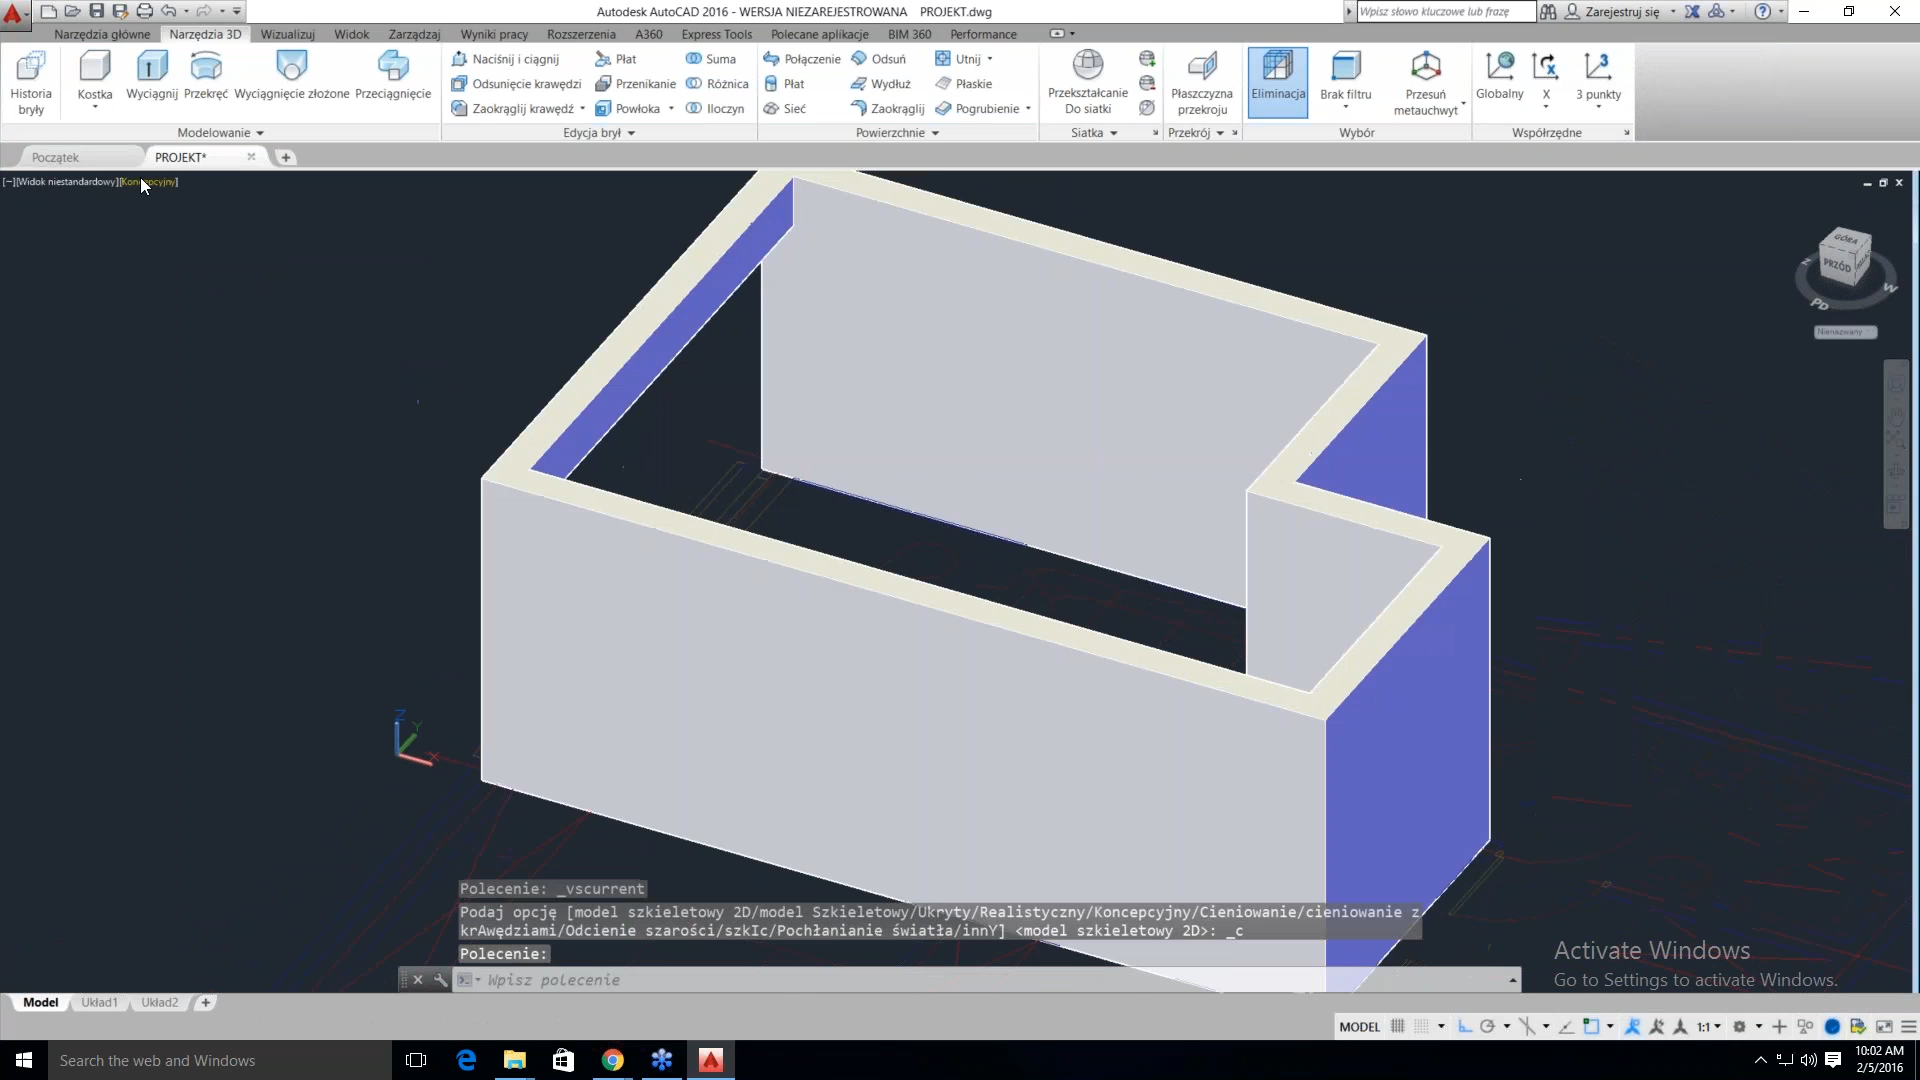 Autodesk AutoCAD 2016 - WERSJA NIEZAREJESTROWANA PROJEKT.dwg
Wpisz słowo kluczowe lub frazę
Zarejestruj się
Narzędzia główne Narzędzia 3D Wizualizuj Widok Zarządzaj Wyniki pracy Rozszerzenia A360 Express Tools Polecane aplikacje BIM 360 Performance
Historia bryły
Kostka
Wyciągnij
Przekręć
Wyciągnięcie złożone
Przeciągnięcie
Modelowanie
Naciśnij i ciągnij
Odsunięcie krawędzi
Zaokrąglij krawędź
Płat
Przenikanie
Powłoka
Suma
Różnica
Iloczyn
Edycja brył
Połączenie
Płat
Sieć
Odsuń
Wydłuż
Zaokrąglij
Utnij
Płaskie
Pogrubienie
Powierzchnie
Przekształcanie
Do siatki
Siatka
Płaszczyzna
przekroju
Przekrój
Eliminacja
Brak filtru
Przesuń
metauchwyt
Wybór
Globalny
X
3 punkty
Współrzędne
Początek
PROJEKT*
[−][Widok niestandardowy][Koncepcyjny]
GÓRA
PRZÓD
PD
W
Nienazwany
Z
Y
X
Polecenie: _vscurrent
Podaj opcję [model szkieletowy 2D/model Szkieletowy/Ukryty/Realistyczny/Koncepcyjny/Cieniowanie/cieniowanie z
krAwędziami/Odcienie szarości/szkIc/Pochłanianie światła/innY] <model szkieletowy 2D>: _c
Polecenie:
Wpisz polecenie
Activate Windows
Go to Settings to activate Windows.
Model Układ1 Układ2
MODEL
1:1
Search the web and Windows
10:02 AM
2/5/2016